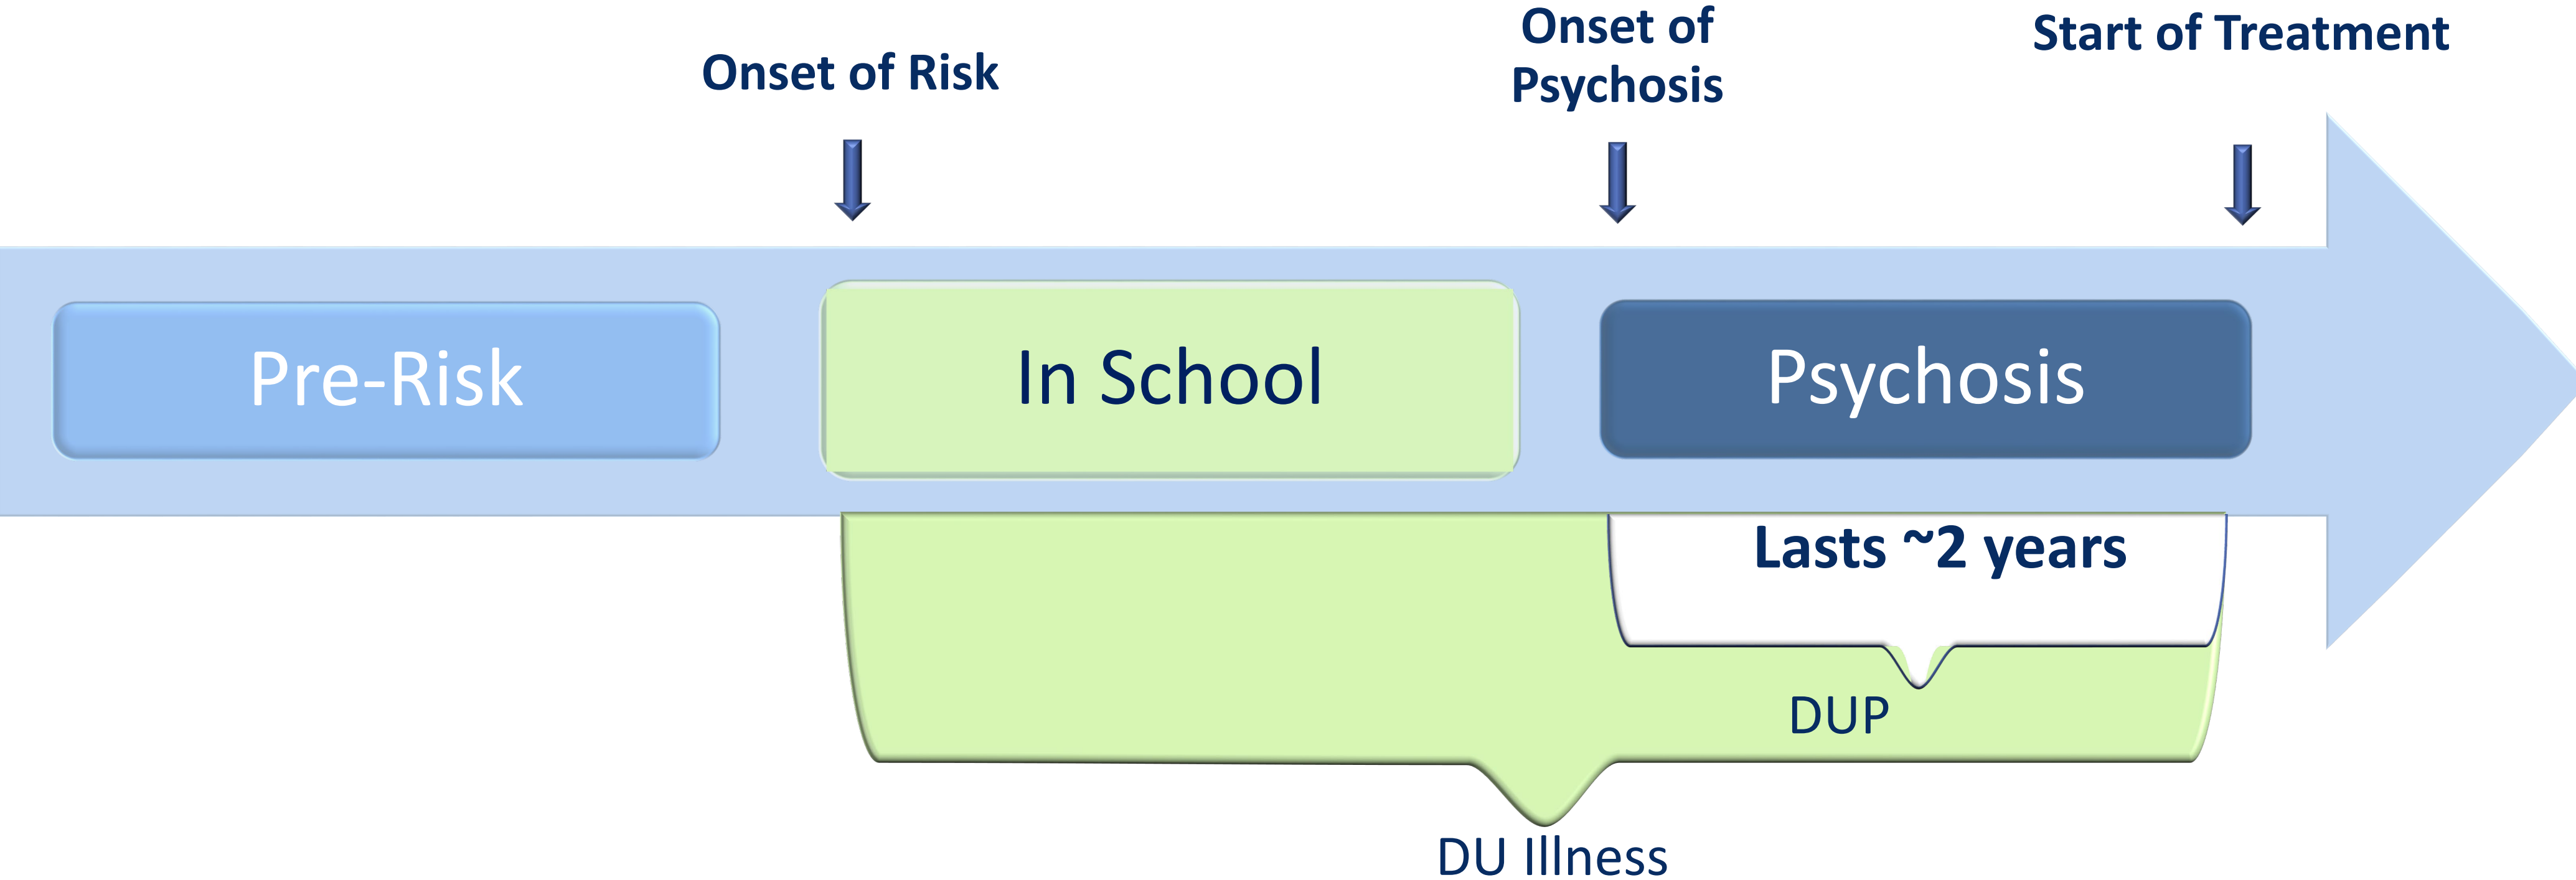 Onset of Risk
Onset of
Psychosis
Start of Treatment
Pre-Risk
In School
Psychosis
Lasts ~2 years
DUP
DU Illness